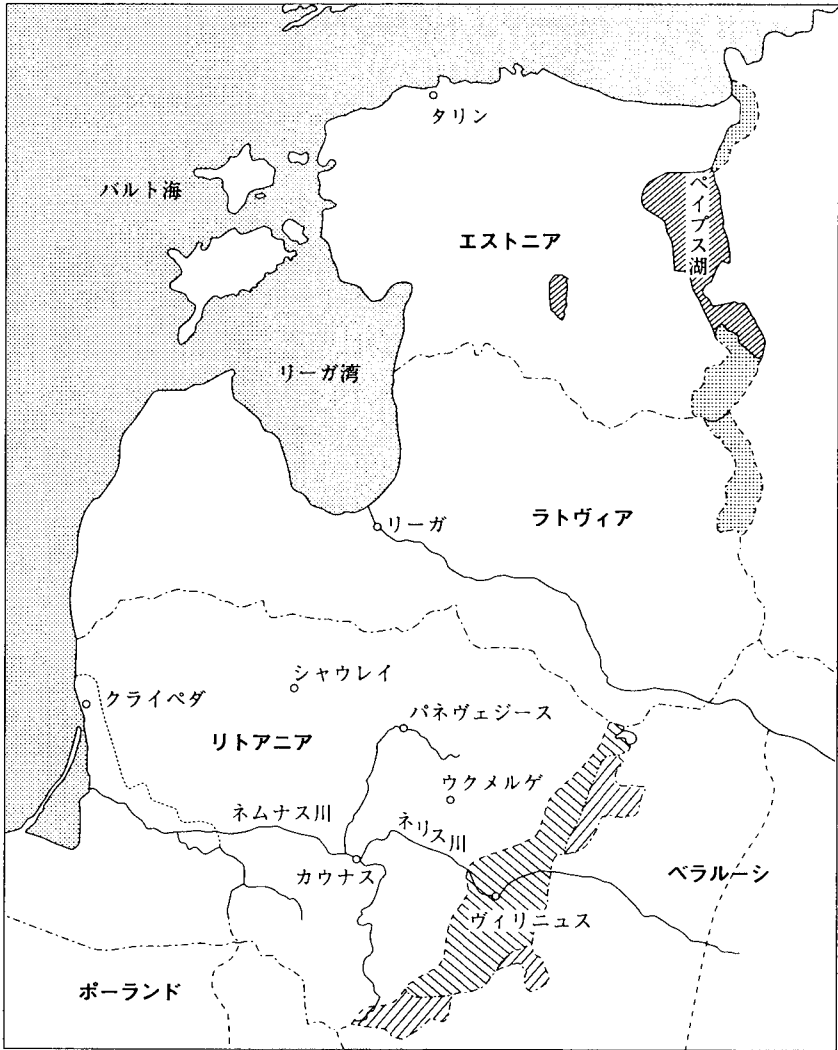 タリン
バルト海
エストニア
ペイプス湖
リーガ湾
リーガ
ラトヴィア
シャウレイ
クライペダ
パネヴェジース
リトアニア
ウクメルゲ
ネムナス川
ネリス川
カウナス
ベラルーシ
ヴィリニュス
ポーランド